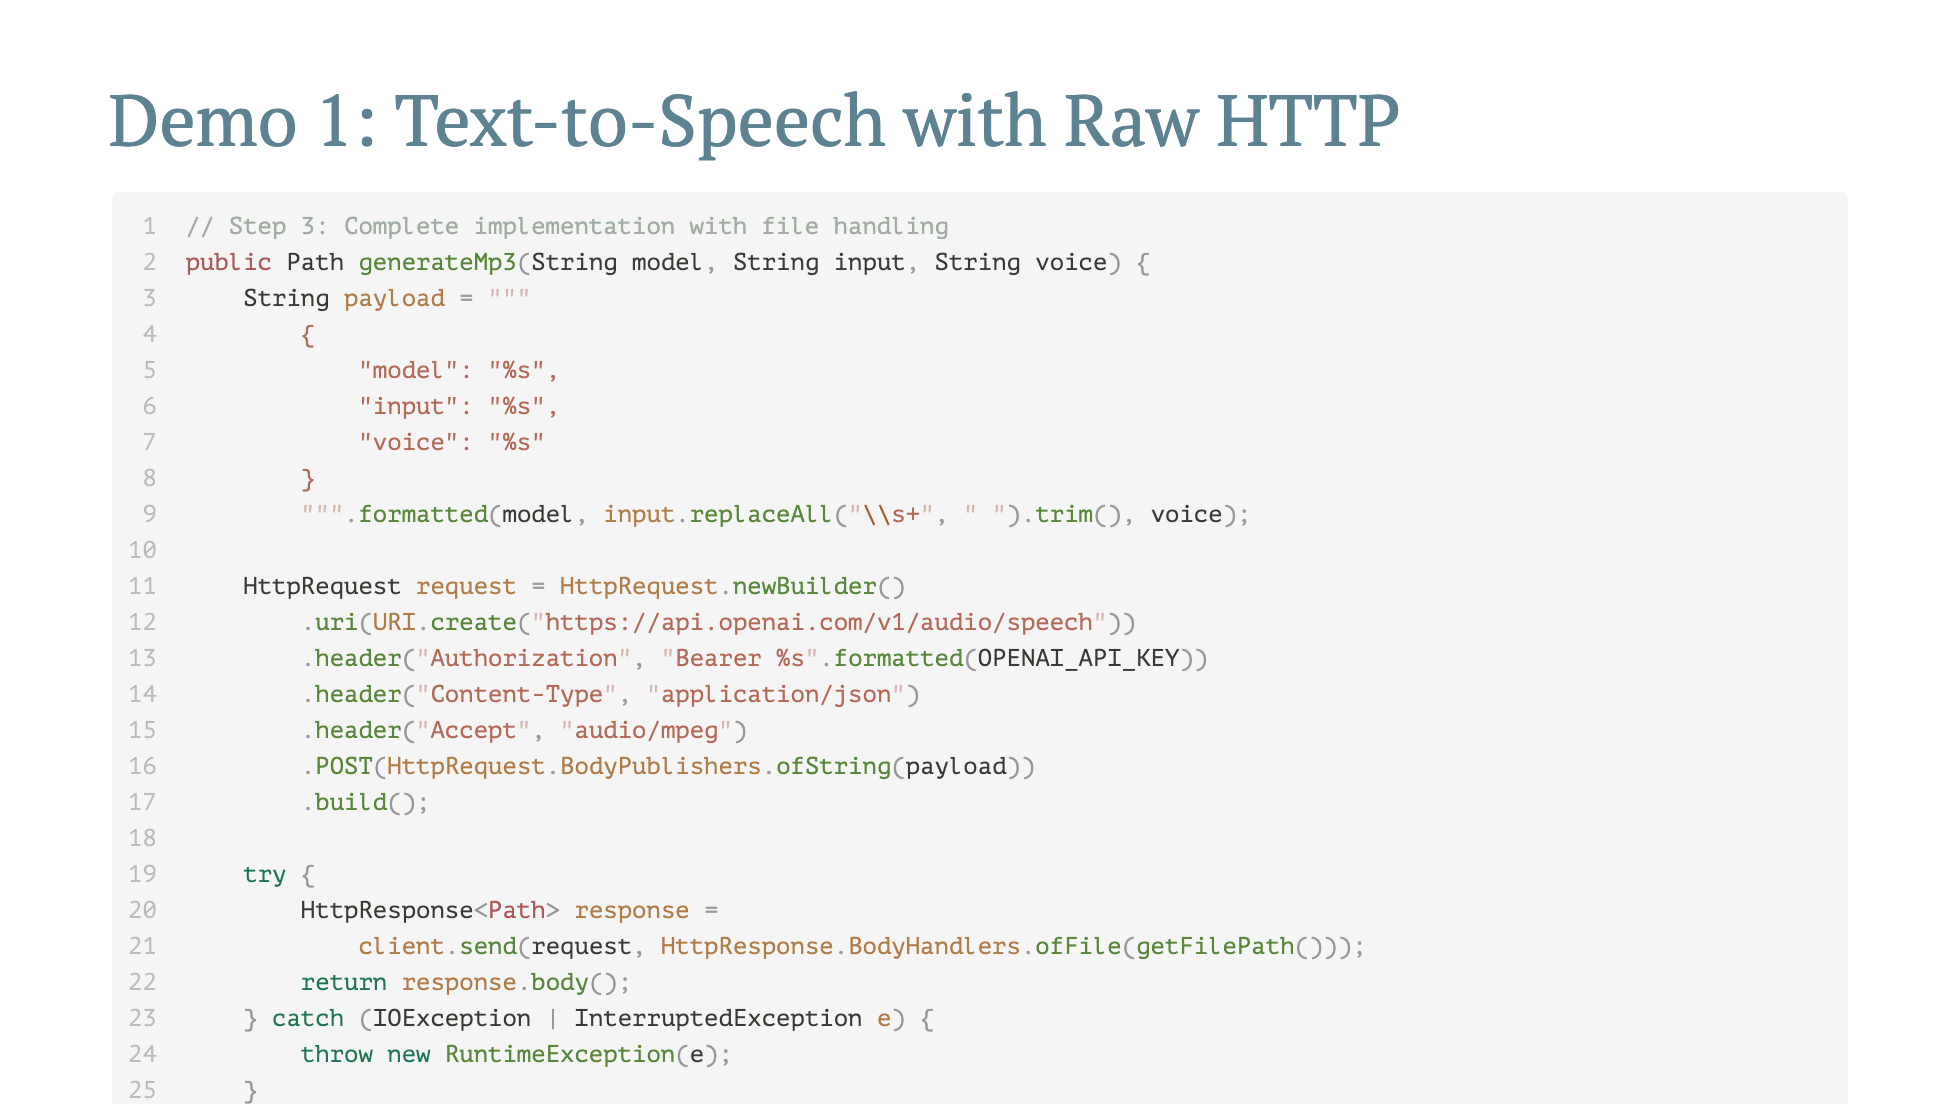 Demo 1: Text-to-Speech with Raw HTTP
1 // Step 3: Complete implementation with file handling
2 public Path generateMp3(String model, String input, String voice) {
3     String payload = """
4         {
5             "model": "%s",
6             "input": "%s",
7             "voice": "%s"
8         }
9         """.formatted(model, input.replaceAll("\\s+", " ").trim(), voice);
10
11     HttpRequest request = HttpRequest.newBuilder()
12         .uri(URI.create("https://api.openai.com/v1/audio/speech"))
13         .header("Authorization", "Bearer %s".formatted(OPENAI_API_KEY))
14         .header("Content-Type", "application/json")
15         .header("Accept", "audio/mpeg")
16         .POST(HttpRequest.BodyPublishers.ofString(payload))
17         .build();
18
19     try {
20         HttpResponse<Path> response =
21             client.send(request, HttpResponse.BodyHandlers.ofFile(getFilePath()));
22         return response.body();
23     } catch (IOException | InterruptedException e) {
24         throw new RuntimeException(e);
25     }